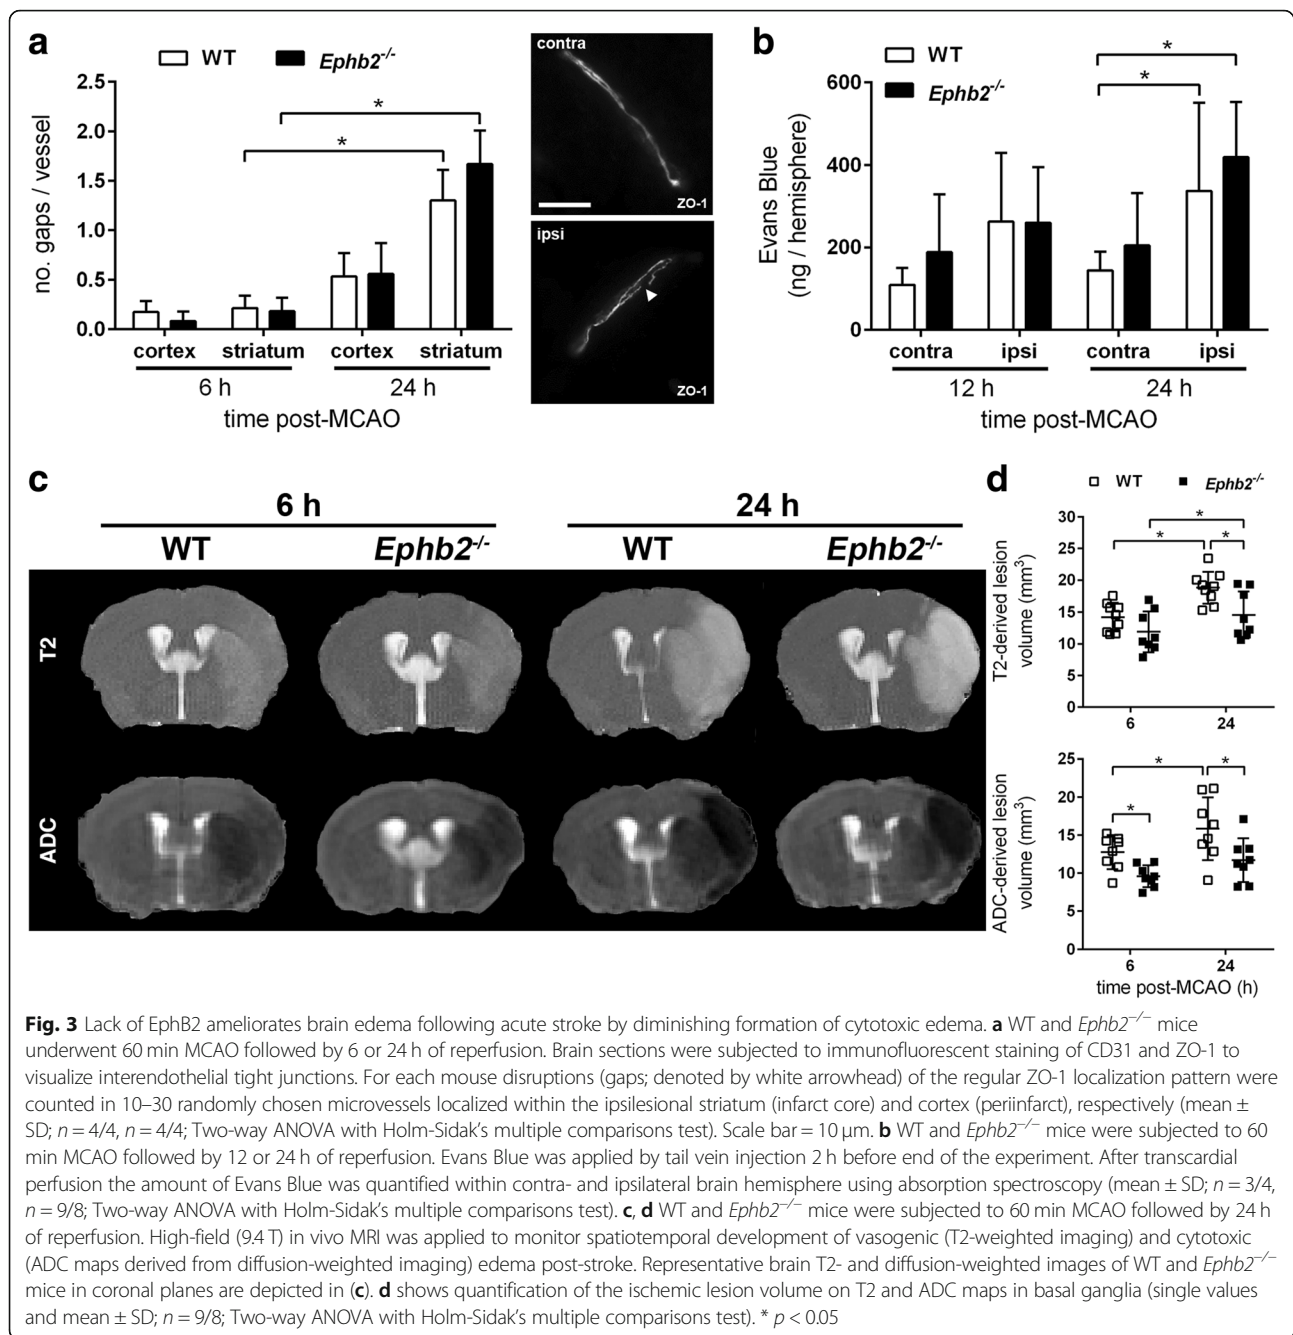 a
WT
Ephb2-/-
2.5
2.0
1.5
1.0
0.5
0.0
no. gaps / vessel
*
*
cortex striatum cortex striatum
6 h 24 h
time post-MCAO
contra
ZO-1
ipsi
ZO-1
b
WT
Ephb2-/-
600
400
200
0
Evans Blue
(ng / hemisphere)
*
*
contra ipsi contra ipsi
12 h 24 h
time post-MCAO
c
6 h 24 h
WT Ephb2-/- WT Ephb2-/-
T2
ADC
d
WT Ephb2-/-
30
25
20
15
10
5
0
T2-derived lesion
volume (mm3)
*
* *
6 24
25
20
15
10
5
0
ADC-derived lesion
volume (mm3)
* *
*
6 24
time post-MCAO (h)
Fig. 3 Lack of EphB2 ameliorates brain edema following acute stroke by diminishing formation of cytotoxic edema. a WT and Ephb2−/− mice
underwent 60 min MCAO followed by 6 or 24 h of reperfusion. Brain sections were subjected to immunofluorescent staining of CD31 and ZO-1 to
visualize interendothelial tight junctions. For each mouse disruptions (gaps; denoted by white arrowhead) of the regular ZO-1 localization pattern were
counted in 10–30 randomly chosen microvessels localized within the ipsilesional striatum (infarct core) and cortex (periinfarct), respectively (mean ±
SD; n = 4/4, n = 4/4; Two-way ANOVA with Holm-Sidak's multiple comparisons test). Scale bar = 10 μm. b WT and Ephb2−/− mice were subjected to 60
min MCAO followed by 12 or 24 h of reperfusion. Evans Blue was applied by tail vein injection 2 h before end of the experiment. After transcardial
perfusion the amount of Evans Blue was quantified within contra- and ipsilateral brain hemisphere using absorption spectroscopy (mean ± SD; n = 3/4,
n = 9/8; Two-way ANOVA with Holm-Sidak's multiple comparisons test). c, d WT and Ephb2−/− mice were subjected to 60 min MCAO followed by 24 h
of reperfusion. High-field (9.4 T) in vivo MRI was applied to monitor spatiotemporal development of vasogenic (T2-weighted imaging) and cytotoxic
(ADC maps derived from diffusion-weighted imaging) edema post-stroke. Representative brain T2- and diffusion-weighted images of WT and Ephb2−/−
mice in coronal planes are depicted in (c). d shows quantification of the ischemic lesion volume on T2 and ADC maps in basal ganglia (single values
and mean ± SD; n = 9/8; Two-way ANOVA with Holm-Sidak's multiple comparisons test). * p < 0.05